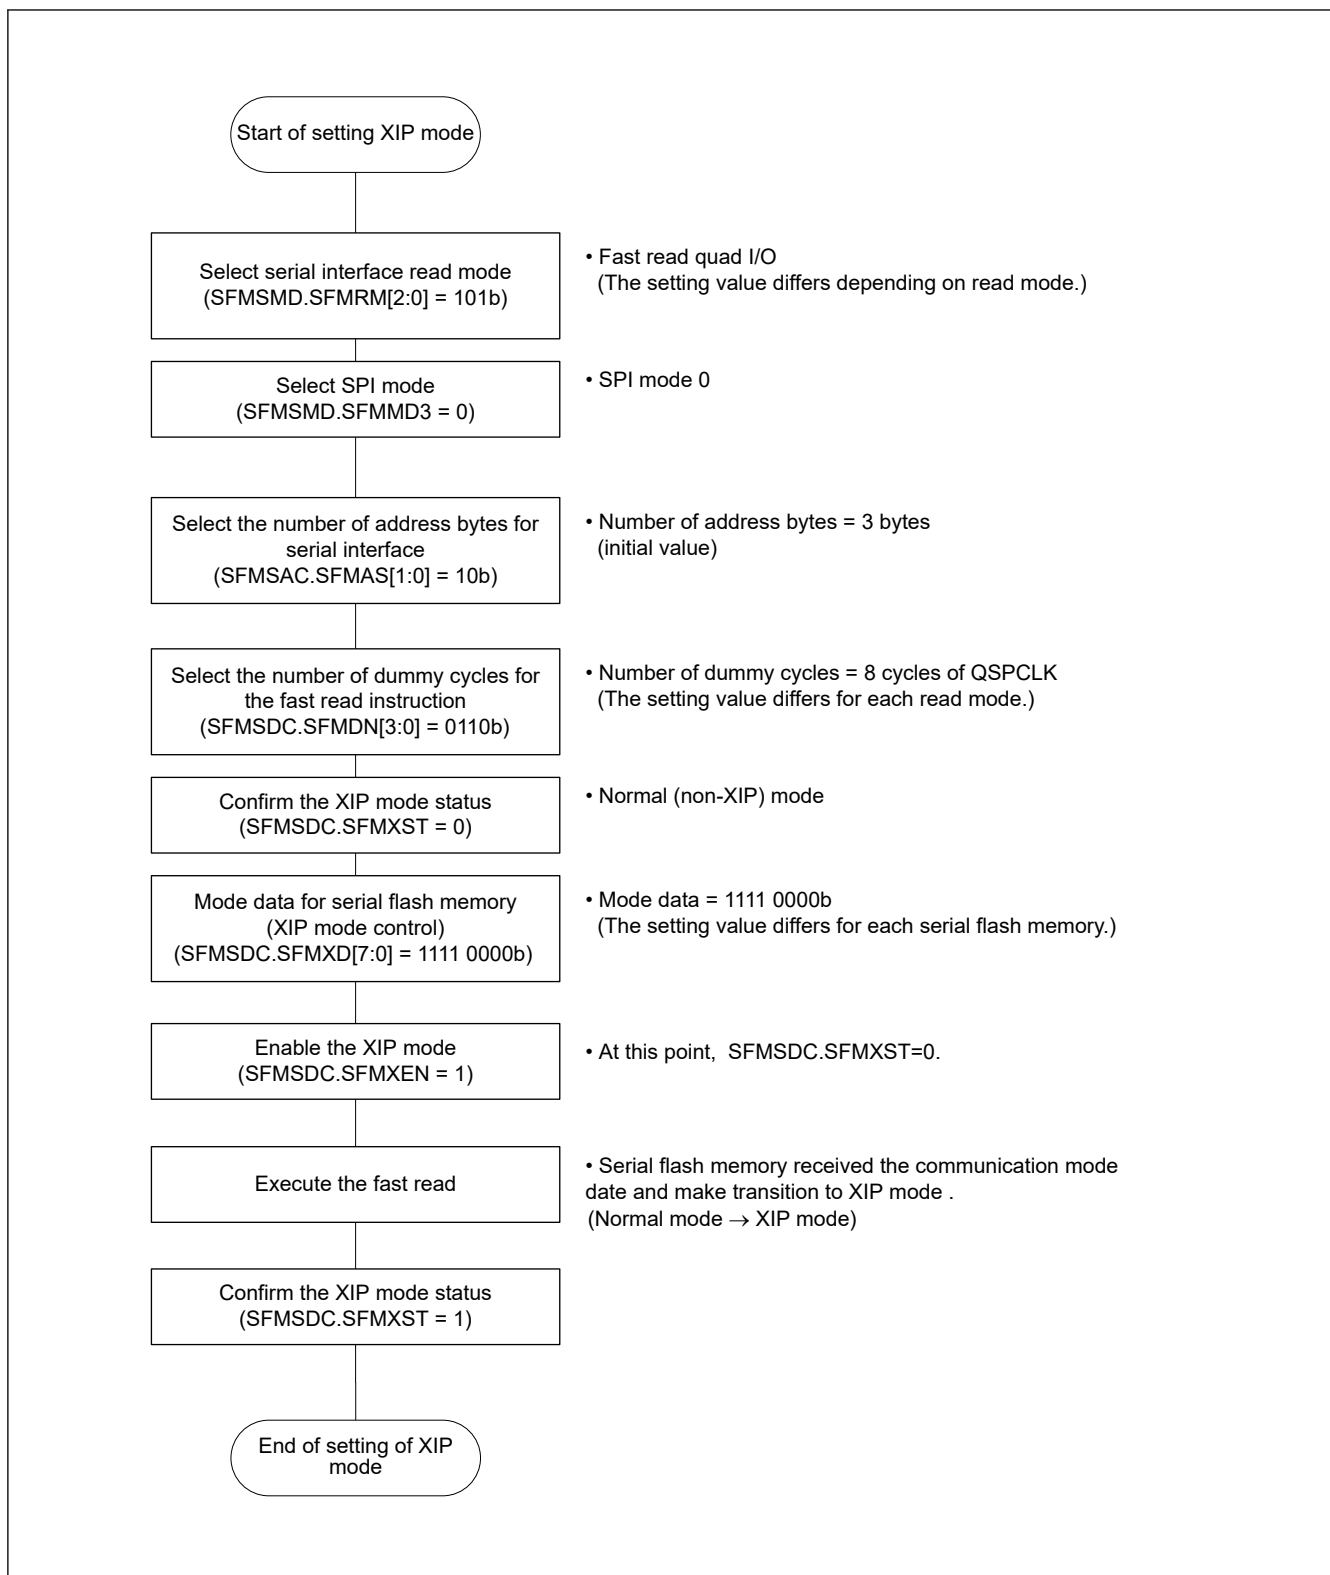 Start of setting XIP mode
Select serial interface read mode
(SFMSMD.SFMRM[2:0] = 101b)
• Fast read quad I/O
(The setting value differs depending on read mode.)
Select SPI mode
(SFMSMD.SFMMD3 = 0)
• SPI mode 0
Select the number of address bytes for
serial interface
(SFMSAC.SFMAS[1:0] = 10b)
• Number of address bytes = 3 bytes
(initial value)
Select the number of dummy cycles for
the fast read instruction
(SFMSDC.SFMDN[3:0] = 0110b)
• Number of dummy cycles = 8 cycles of QSPCLK
(The setting value differs for each read mode.)
Confirm the XIP mode status
(SFMSDC.SFMXST = 0)
• Normal (non-XIP) mode
Mode data for serial flash memory
(XIP mode control)
(SFMSDC.SFMXD[7:0] = 1111 0000b)
• Mode data = 1111 0000b
(The setting value differs for each serial flash memory.)
Enable the XIP mode
(SFMSDC.SFMXEN = 1)
• At this point, SFMSDC.SFMXST=0.
Execute the fast read
• Serial flash memory received the communication mode
date and make transition to XIP mode .
(Normal mode → XIP mode)
Confirm the XIP mode status
(SFMSDC.SFMXST = 1)
End of setting of XIP
mode